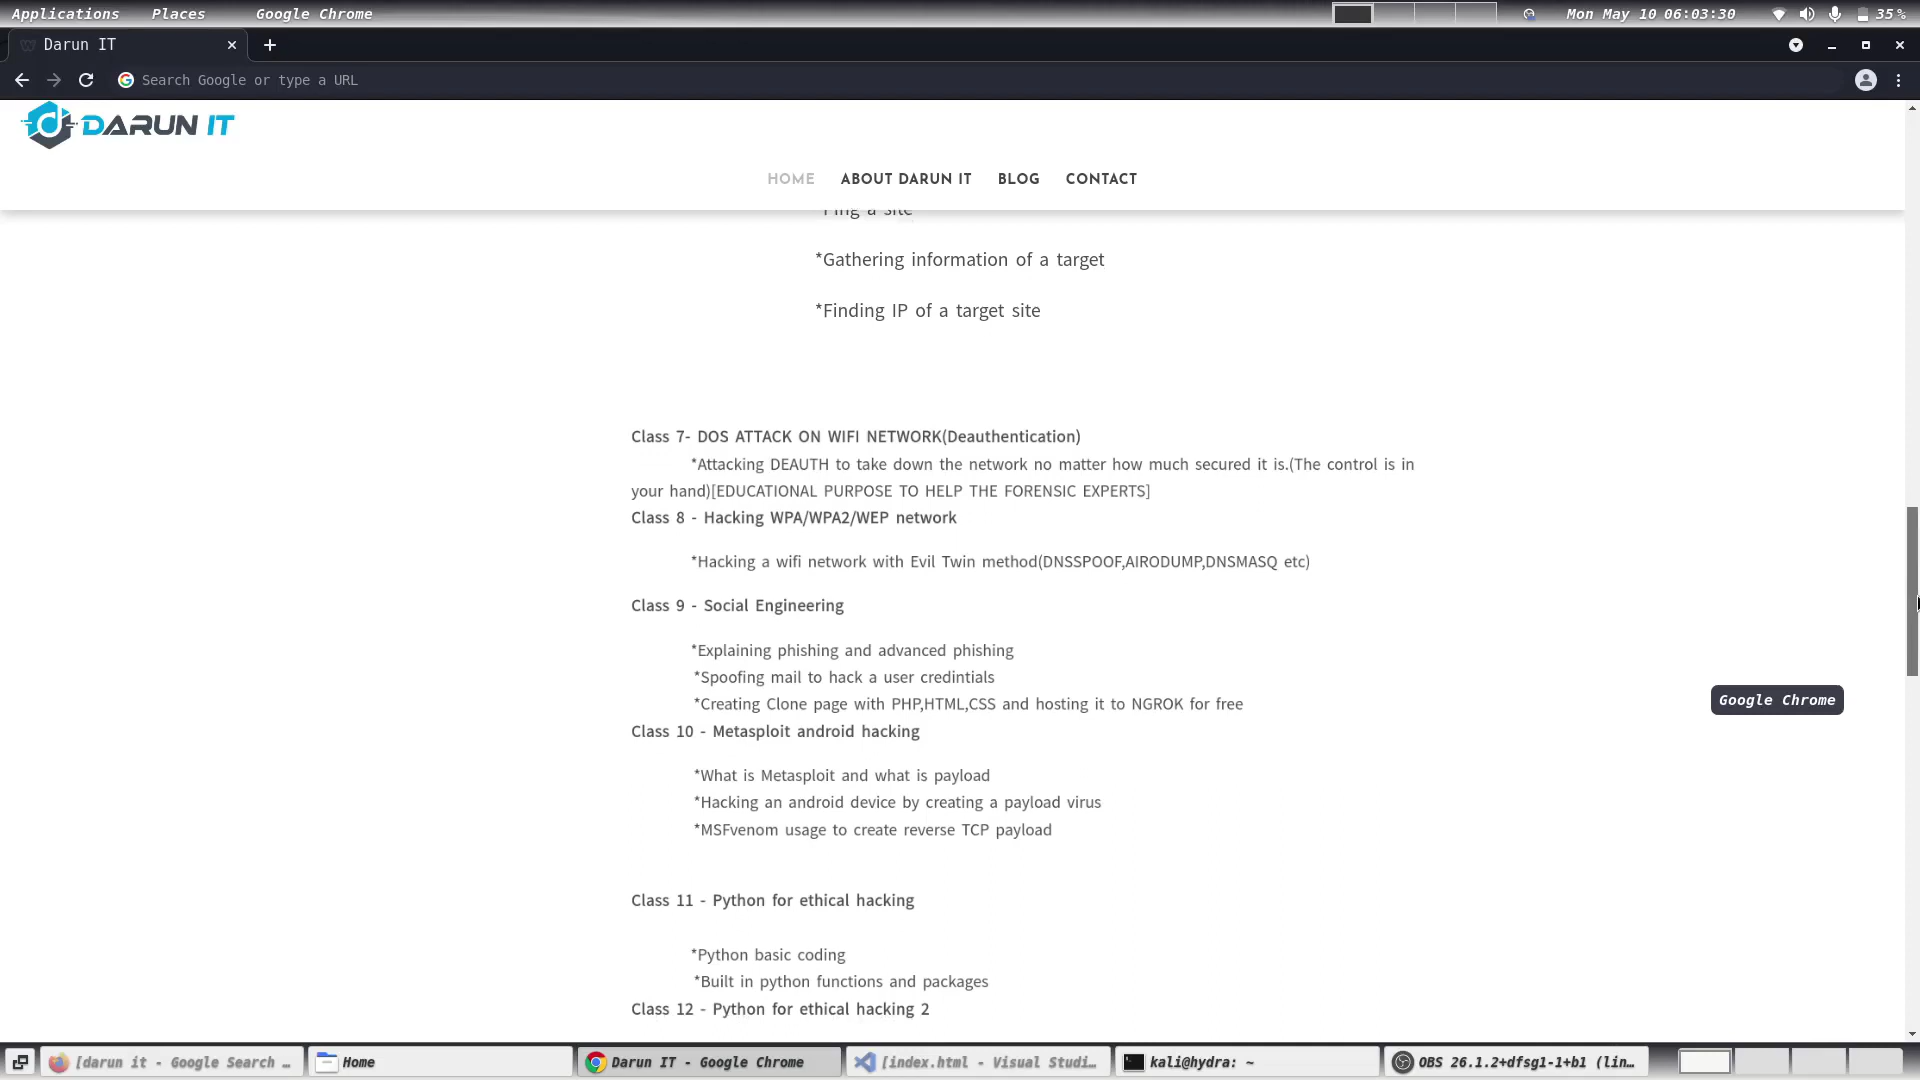 Applications Places Google Chrome Mon May 10 06:03:30 35%
Darun IT
Search Google or type a URL
DARUN IT
HOME ABOUT DARUN IT BLOG CONTACT
*Ping a site
*Gathering information of a target
*Finding IP of a target site
Class 7- DOS ATTACK ON WIFI NETWORK(Deauthentication)
*Attacking DEAUTH to take down the network no matter how much secured it is.(The control is in
your hand)[EDUCATIONAL PURPOSE TO HELP THE FORENSIC EXPERTS]
Class 8 - Hacking WPA/WPA2/WEP network
*Hacking a wifi network with Evil Twin method(DNSSPOOF,AIRODUMP,DNSMASQ etc)
Class 9 - Social Engineering
*Explaining phishing and advanced phishing
*Spoofing mail to hack a user credintials
*Creating Clone page with PHP,HTML,CSS and hosting it to NGROK for free
Google Chrome
Class 10 - Metasploit android hacking
*What is Metasploit and what is payload
*Hacking an android device by creating a payload virus
*MSFvenom usage to create reverse TCP payload
Class 11 - Python for ethical hacking
*Python basic coding
*Built in python functions and packages
Class 12 - Python for ethical hacking 2
[darun it - Google Search … Home Darun IT - Google Chrome [index.html - Visual Studi… kali@hydra: ~ OBS 26.1.2+dfsg1-1+b1 (lin…